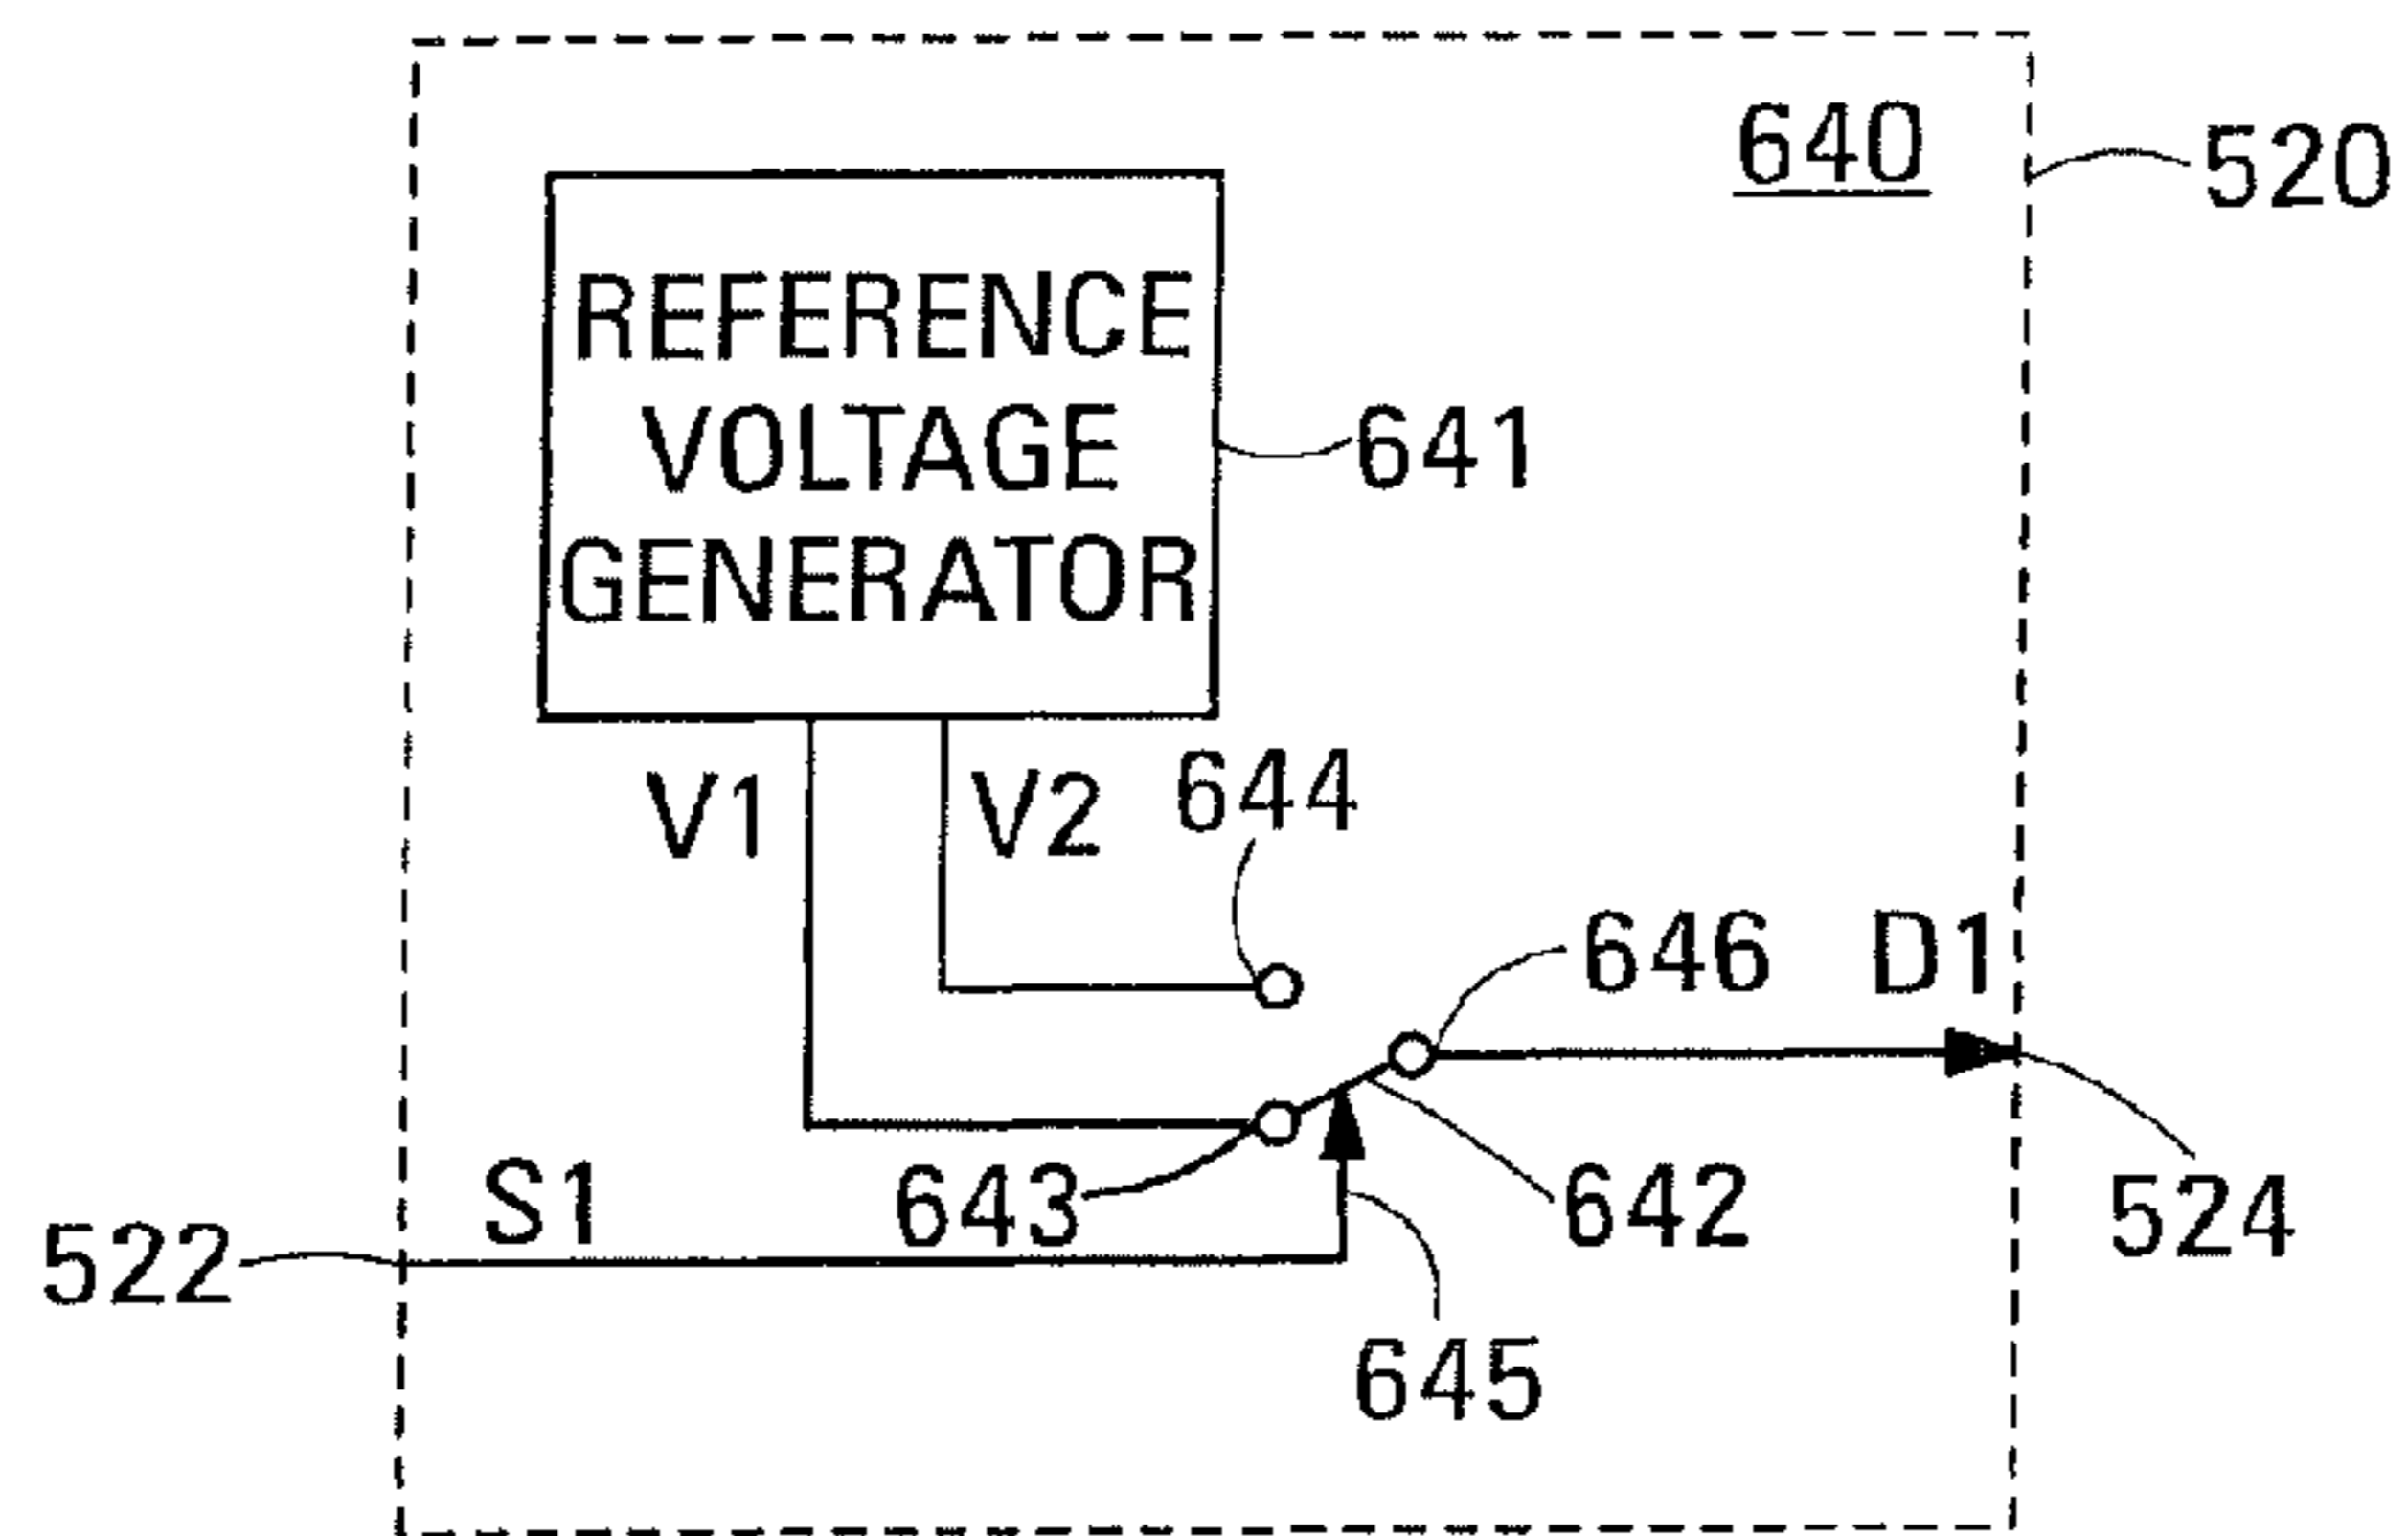 640
520
REFERENCE
VOLTAGE
GENERATOR
641
V1
V2
644
646
D1
S1
643
642
524
522
645